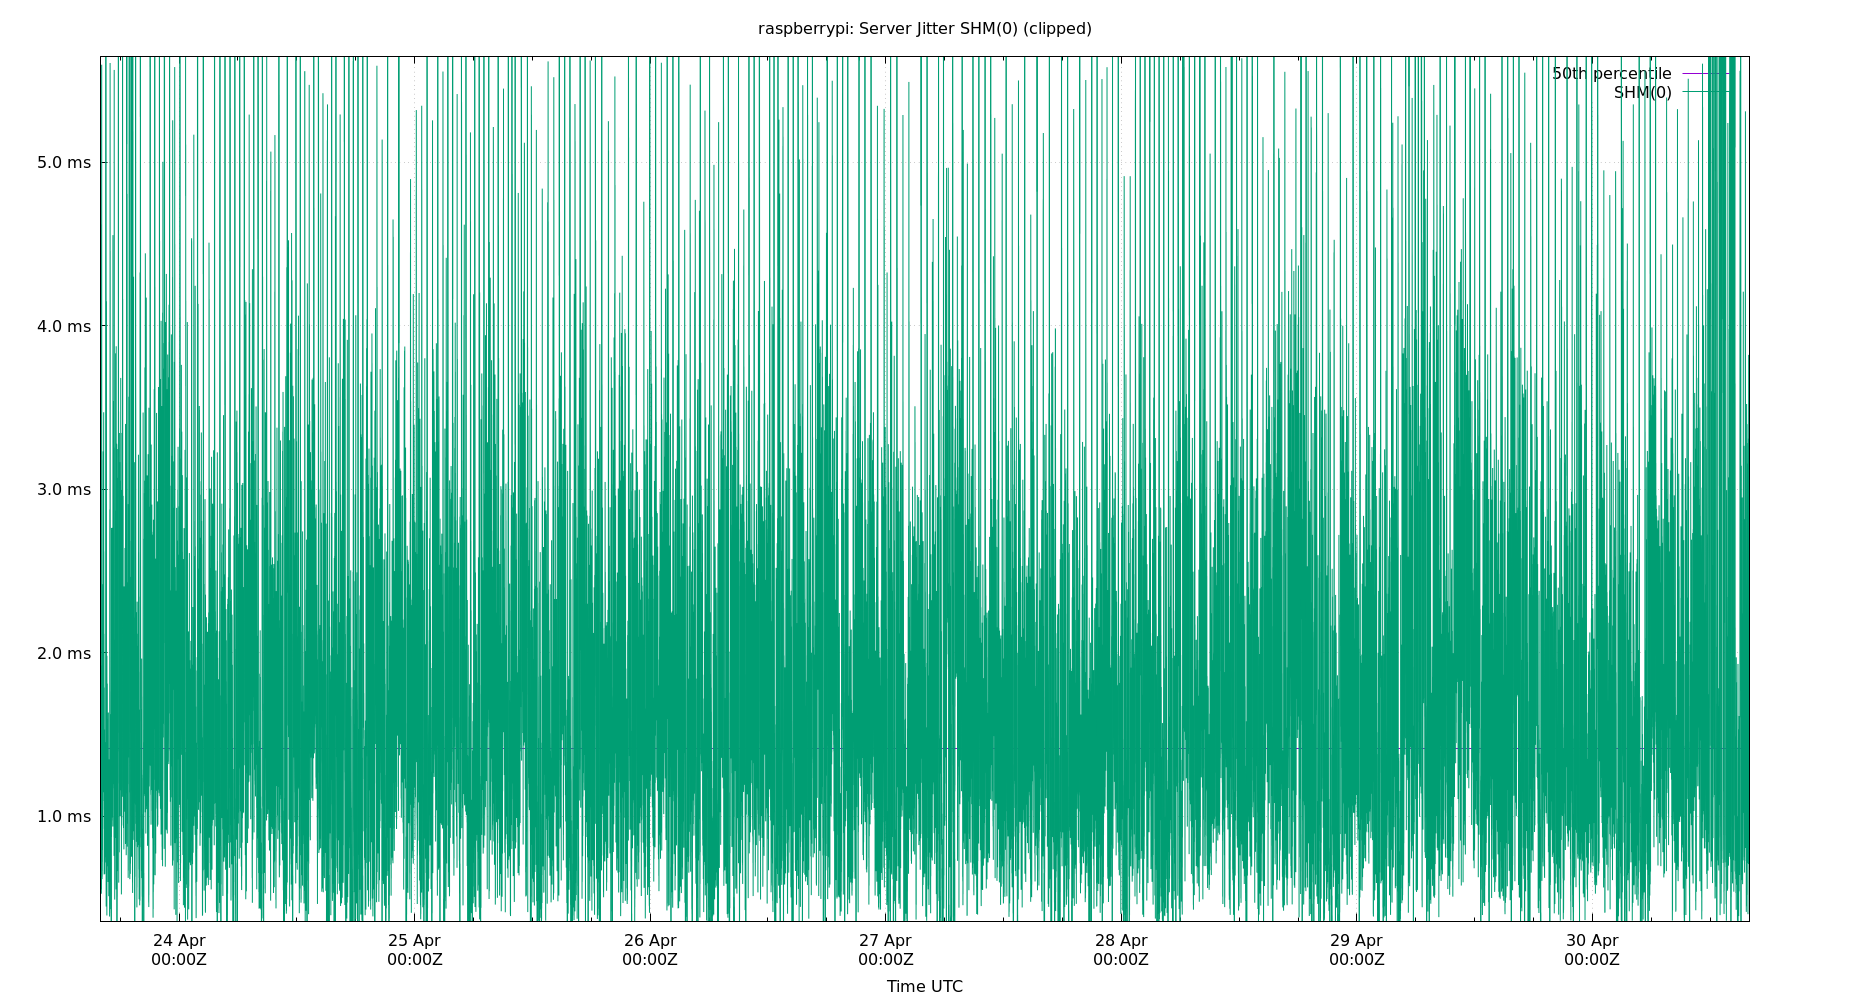 raspberrypi: Server Jitter SHM(0) (clipped)
50th percentile
SHM(0)
5.0 ms
4.0 ms
3.0 ms
2.0 ms
1.0 ms
24 Apr 25 Apr 26 Apr 27 Apr 28 Apr 29 Apr 30 Apr
00:00Z 00:00Z 00:00Z 00:00Z 00:00Z 00:00Z 00:00Z
Time UTC